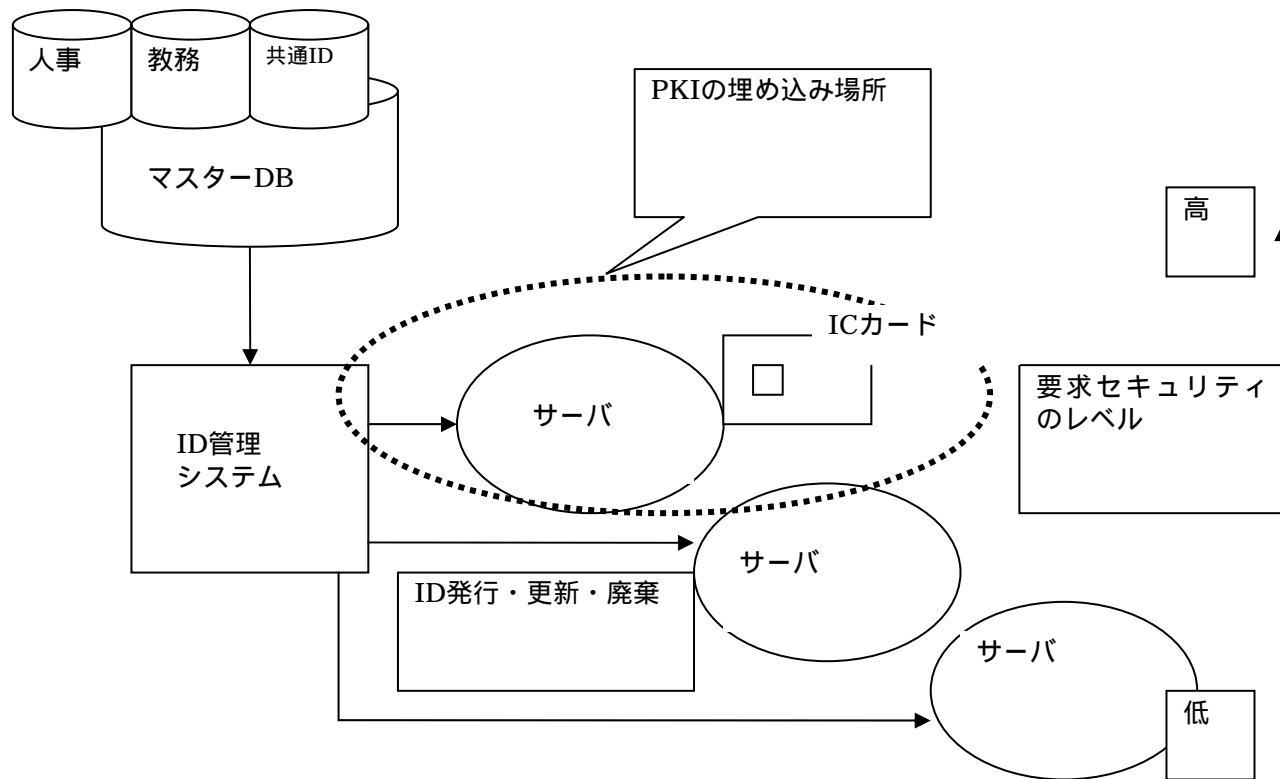 人事
教務
共通ID
マスターDB
PKIの埋め込み場所
高
ICカード
サーバ
要求セキュリティ
のレベル
ID管理
システム
サーバ
ID発行・更新・廃棄
サーバ
低